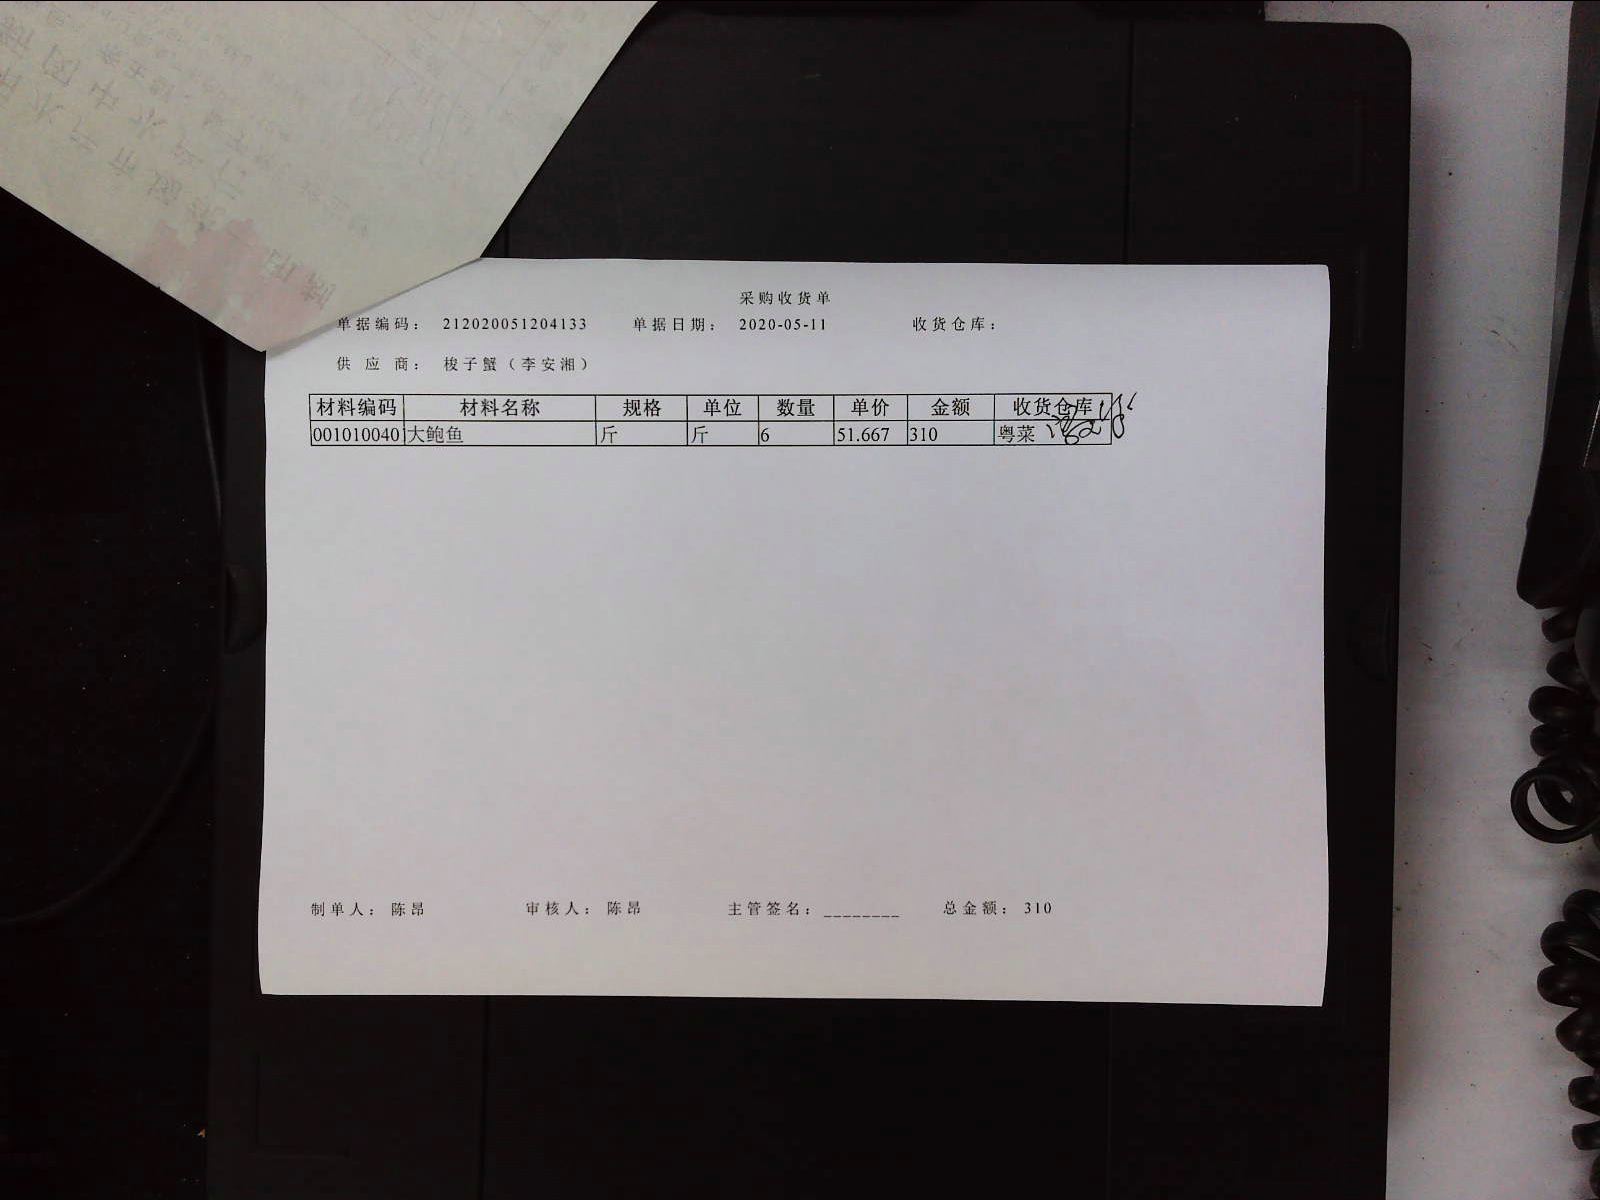 采购收货单
单据编码： 212020051204133 单据日期： 2020-05-11 收货仓库：
供应商： 梭子蟹（李安湘）
材料编码 材料名称 规格 单位 数量 单价 金额 收货仓库
001010040 大鲍鱼 斤 斤 6 51.667 310 粤菜
制单人： 陈昂 审核人： 陈昂 主管签名：________ 总金额： 310